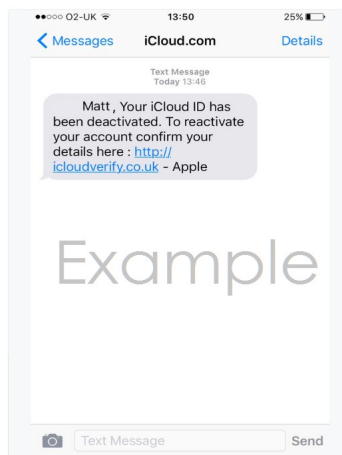 O2-UK 13:50 25%
Messages iCloud.com Details
Text Message
Today 13:46
Matt , Your iCloud ID has
been deactivated. To reactivate
your account confirm your
details here : http://
icloudverify.co.uk - Apple
Example
Text Message Send